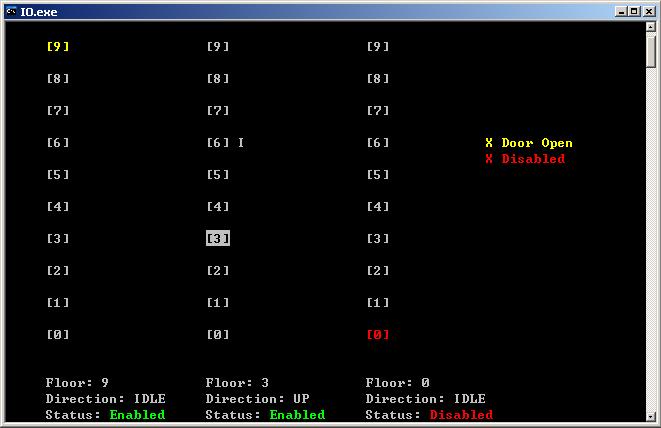 IO.exe
[9] [9] [9]
[8] [8] [8]
[7] [7] [7]
[6] [6] I [6] X Door Open
X Disabled
[5] [5] [5]
[4] [4] [4]
[3] [3] [3]
[2] [2] [2]
[1] [1] [1]
[0] [0] [0]
Floor: 9 Floor: 3 Floor: 0
Direction: IDLE Direction: UP Direction: IDLE
Status: Enabled Status: Enabled Status: Disabled